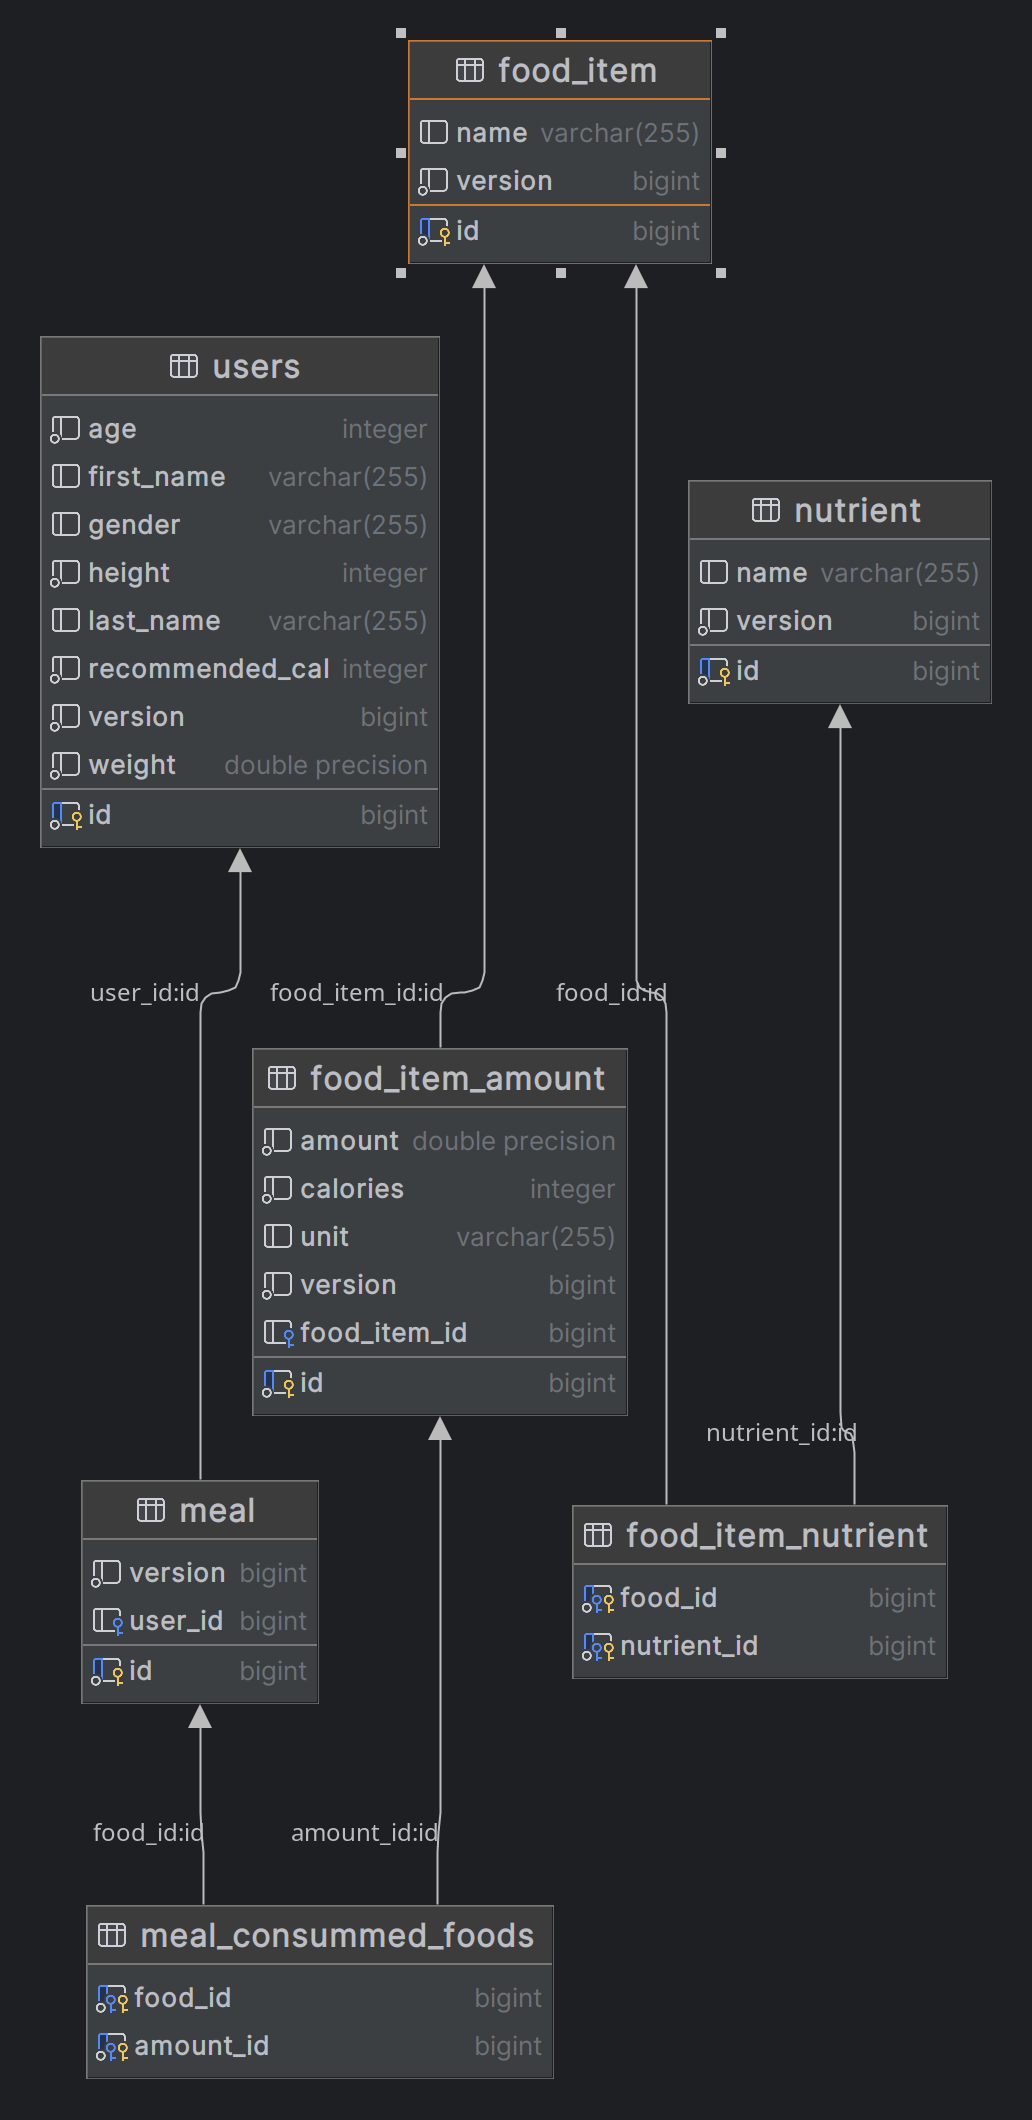 food_item
name varchar(255)
version bigint
id bigint
users
age integer
first_name varchar(255)
gender varchar(255)
height integer
last_name varchar(255)
recommended_cal integer
version bigint
weight double precision
id bigint
nutrient
name varchar(255)
version bigint
id bigint
user_id:id
food_item_id:id
food_id:id
food_item_amount
amount double precision
calories integer
unit varchar(255)
version bigint
food_item_id bigint
id bigint
nutrient_id:id
meal
version bigint
user_id bigint
id bigint
food_item_nutrient
food_id bigint
nutrient_id bigint
food_id:id
amount_id:id
meal_consummed_foods
food_id bigint
amount_id bigint